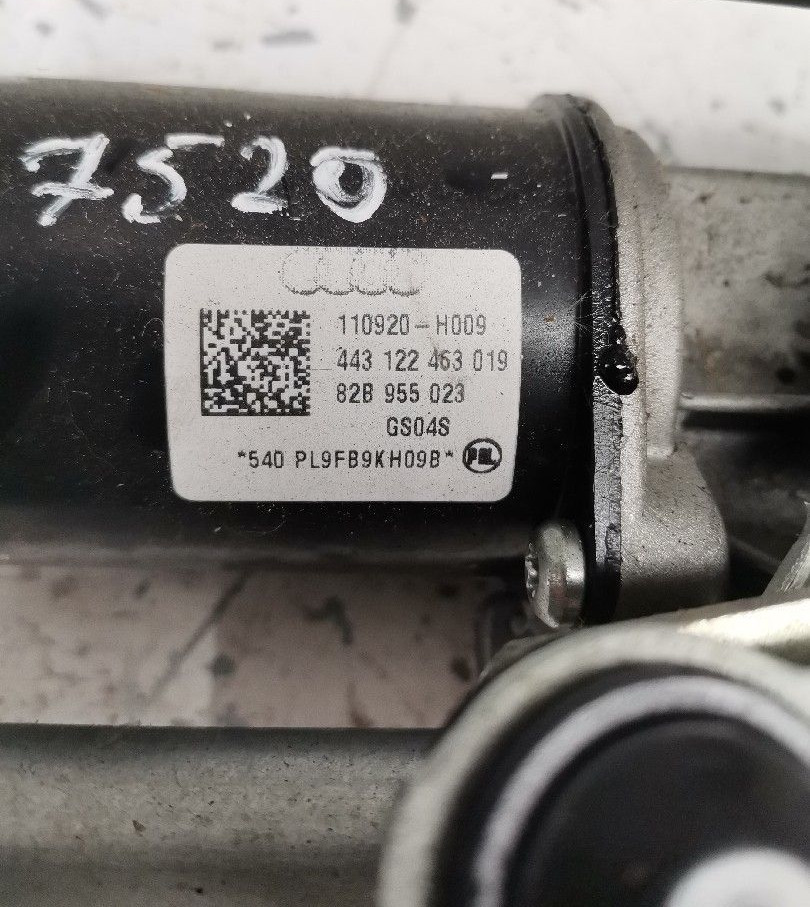 7520
110920-H009
443 122 463 019
82B 955 023
GS04S
*540 PL9FB9KH09B*